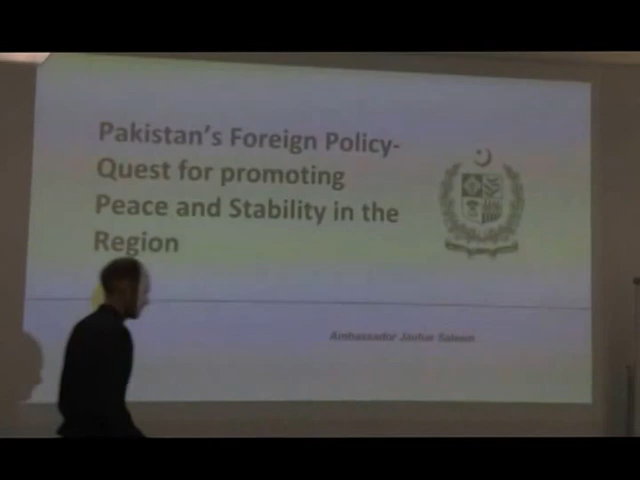 Pakistan's Foreign Policy-
Quest for promoting
Peace and Stability in the
Region
Ambassador